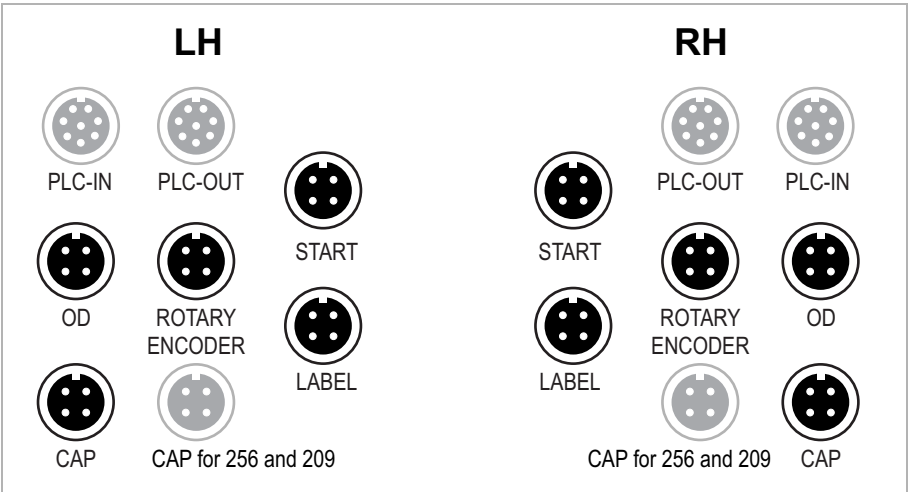 LH
RH
PLC-IN
PLC-OUT
PLC-OUT
PLC-IN
START
START
OD
ROTARY
ENCODER
ROTARY
ENCODER
OD
LABEL
LABEL
CAP
CAP for 256 and 209
CAP for 256 and 209
CAP